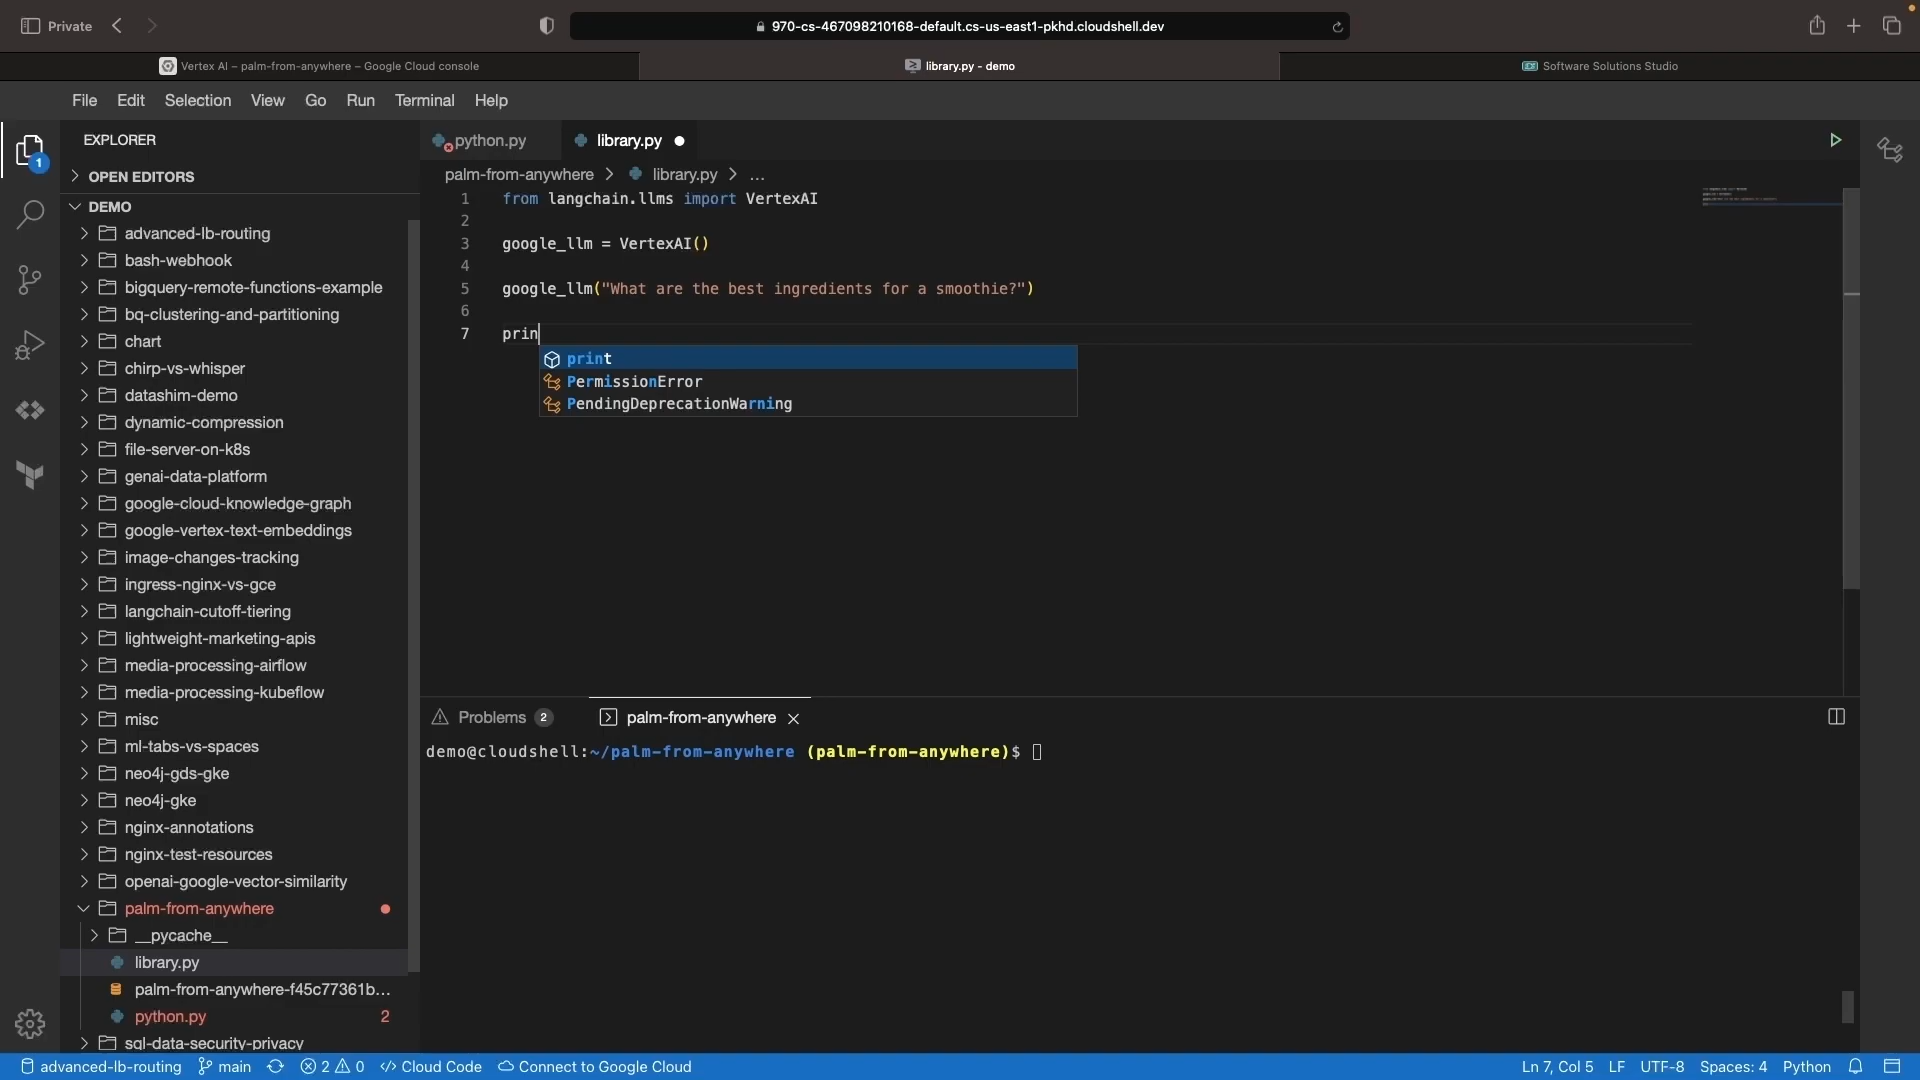 Private
970-cs-467098210168-default.cs-us-east1-pkhd.cloudshell.dev
Vertex AI – palm-from-anywhere – Google Cloud console
library.py - demo
Software Solutions Studio
File Edit Selection View Go Run Terminal Help
EXPLORER
1
OPEN EDITORS
DEMO
advanced-lb-routing
bash-webhook
bigquery-remote-functions-example
bq-clustering-and-partitioning
chart
chirp-vs-whisper
datashim-demo
dynamic-compression
file-server-on-k8s
genai-data-platform
google-cloud-knowledge-graph
google-vertex-text-embeddings
image-changes-tracking
ingress-nginx-vs-gce
langchain-cutoff-tiering
lightweight-marketing-apis
media-processing-airflow
media-processing-kubeflow
misc
ml-tabs-vs-spaces
neo4j-gds-gke
neo4j-gke
nginx-annotations
nginx-test-resources
openai-google-vector-similarity
palm-from-anywhere
__pycache__
library.py
palm-from-anywhere-f45c77361b...
python.py 2
sql-data-security-privacy
python.py library.py
palm-from-anywhere > library.py > ...
1 from langchain.llms import VertexAI
2
3 google_llm = VertexAI()
4
5 google_llm("What are the best ingredients for a smoothie?")
6
7 prin
print
PermissionError
PendingDeprecationWarning
Problems 2 palm-from-anywhere
demo@cloudshell:~/palm-from-anywhere (palm-from-anywhere)$
advanced-lb-routing main 2 0 </> Cloud Code Connect to Google Cloud
Ln 7, Col 5 LF UTF-8 Spaces: 4 Python